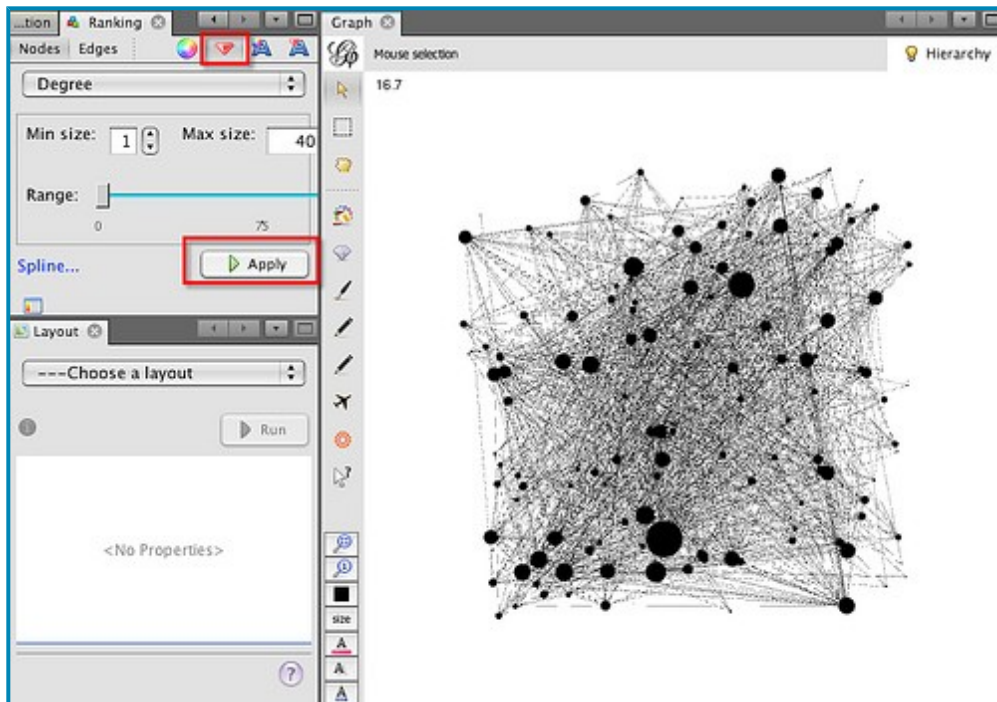 ...tion Ranking
Nodes Edges
Degree
Min size: 1 Max size: 40
Range:
0 75
Spline... Apply
Layout
---Choose a layout
Run
<No Properties>
?
Graph
Mouse selection Hierarchy
16.7
size
A
A
A